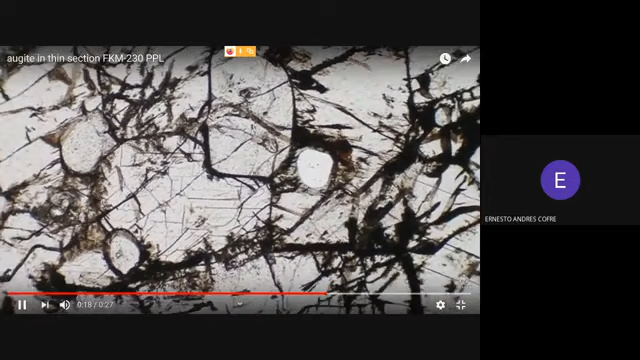 augite in thin section FKM-230 PPL
0:18 / 0:27
E
ERNESTO ANDRES COFRE